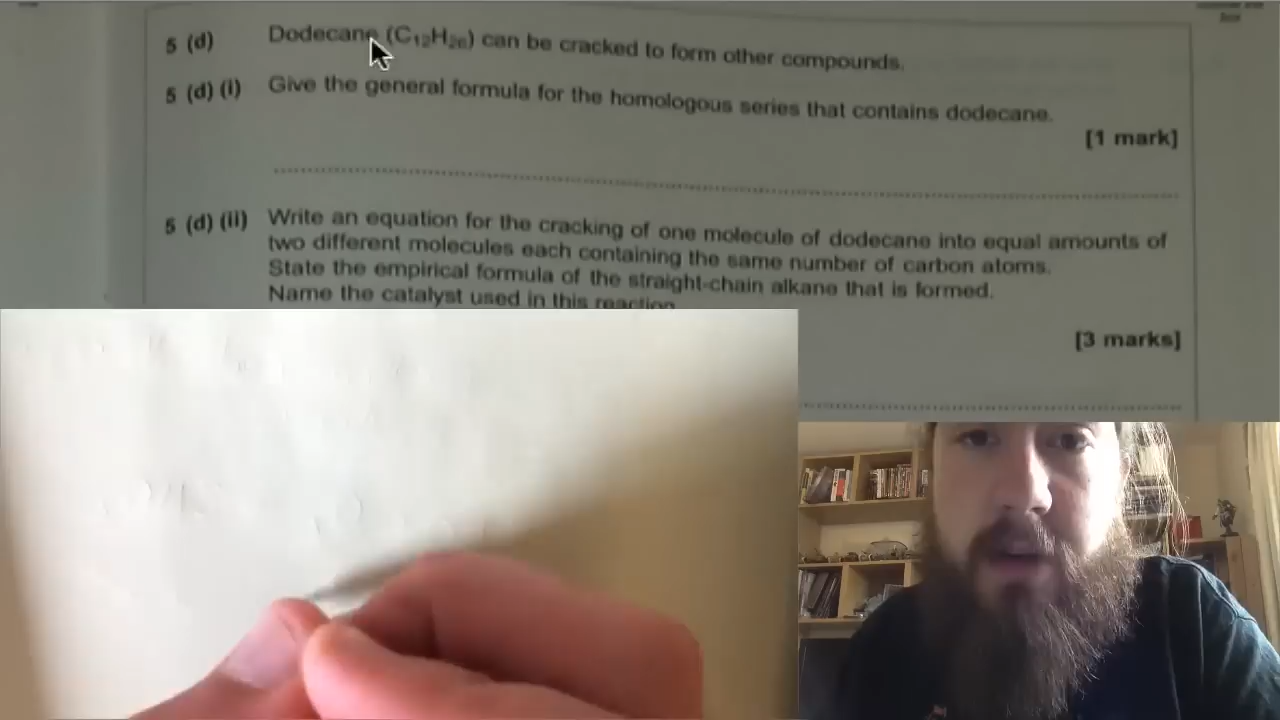 5 (d) Dodecane (C₁₂H₂₆) can be cracked to form other compounds.
5 (d) (i) Give the general formula for the homologous series that contains dodecane.
[1 mark]
5 (d) (ii) Write an equation for the cracking of one molecule of dodecane into equal amounts of
two different molecules each containing the same number of carbon atoms.
State the empirical formula of the straight-chain alkane that is formed.
Name the catalyst used in this reaction.
[3 marks]